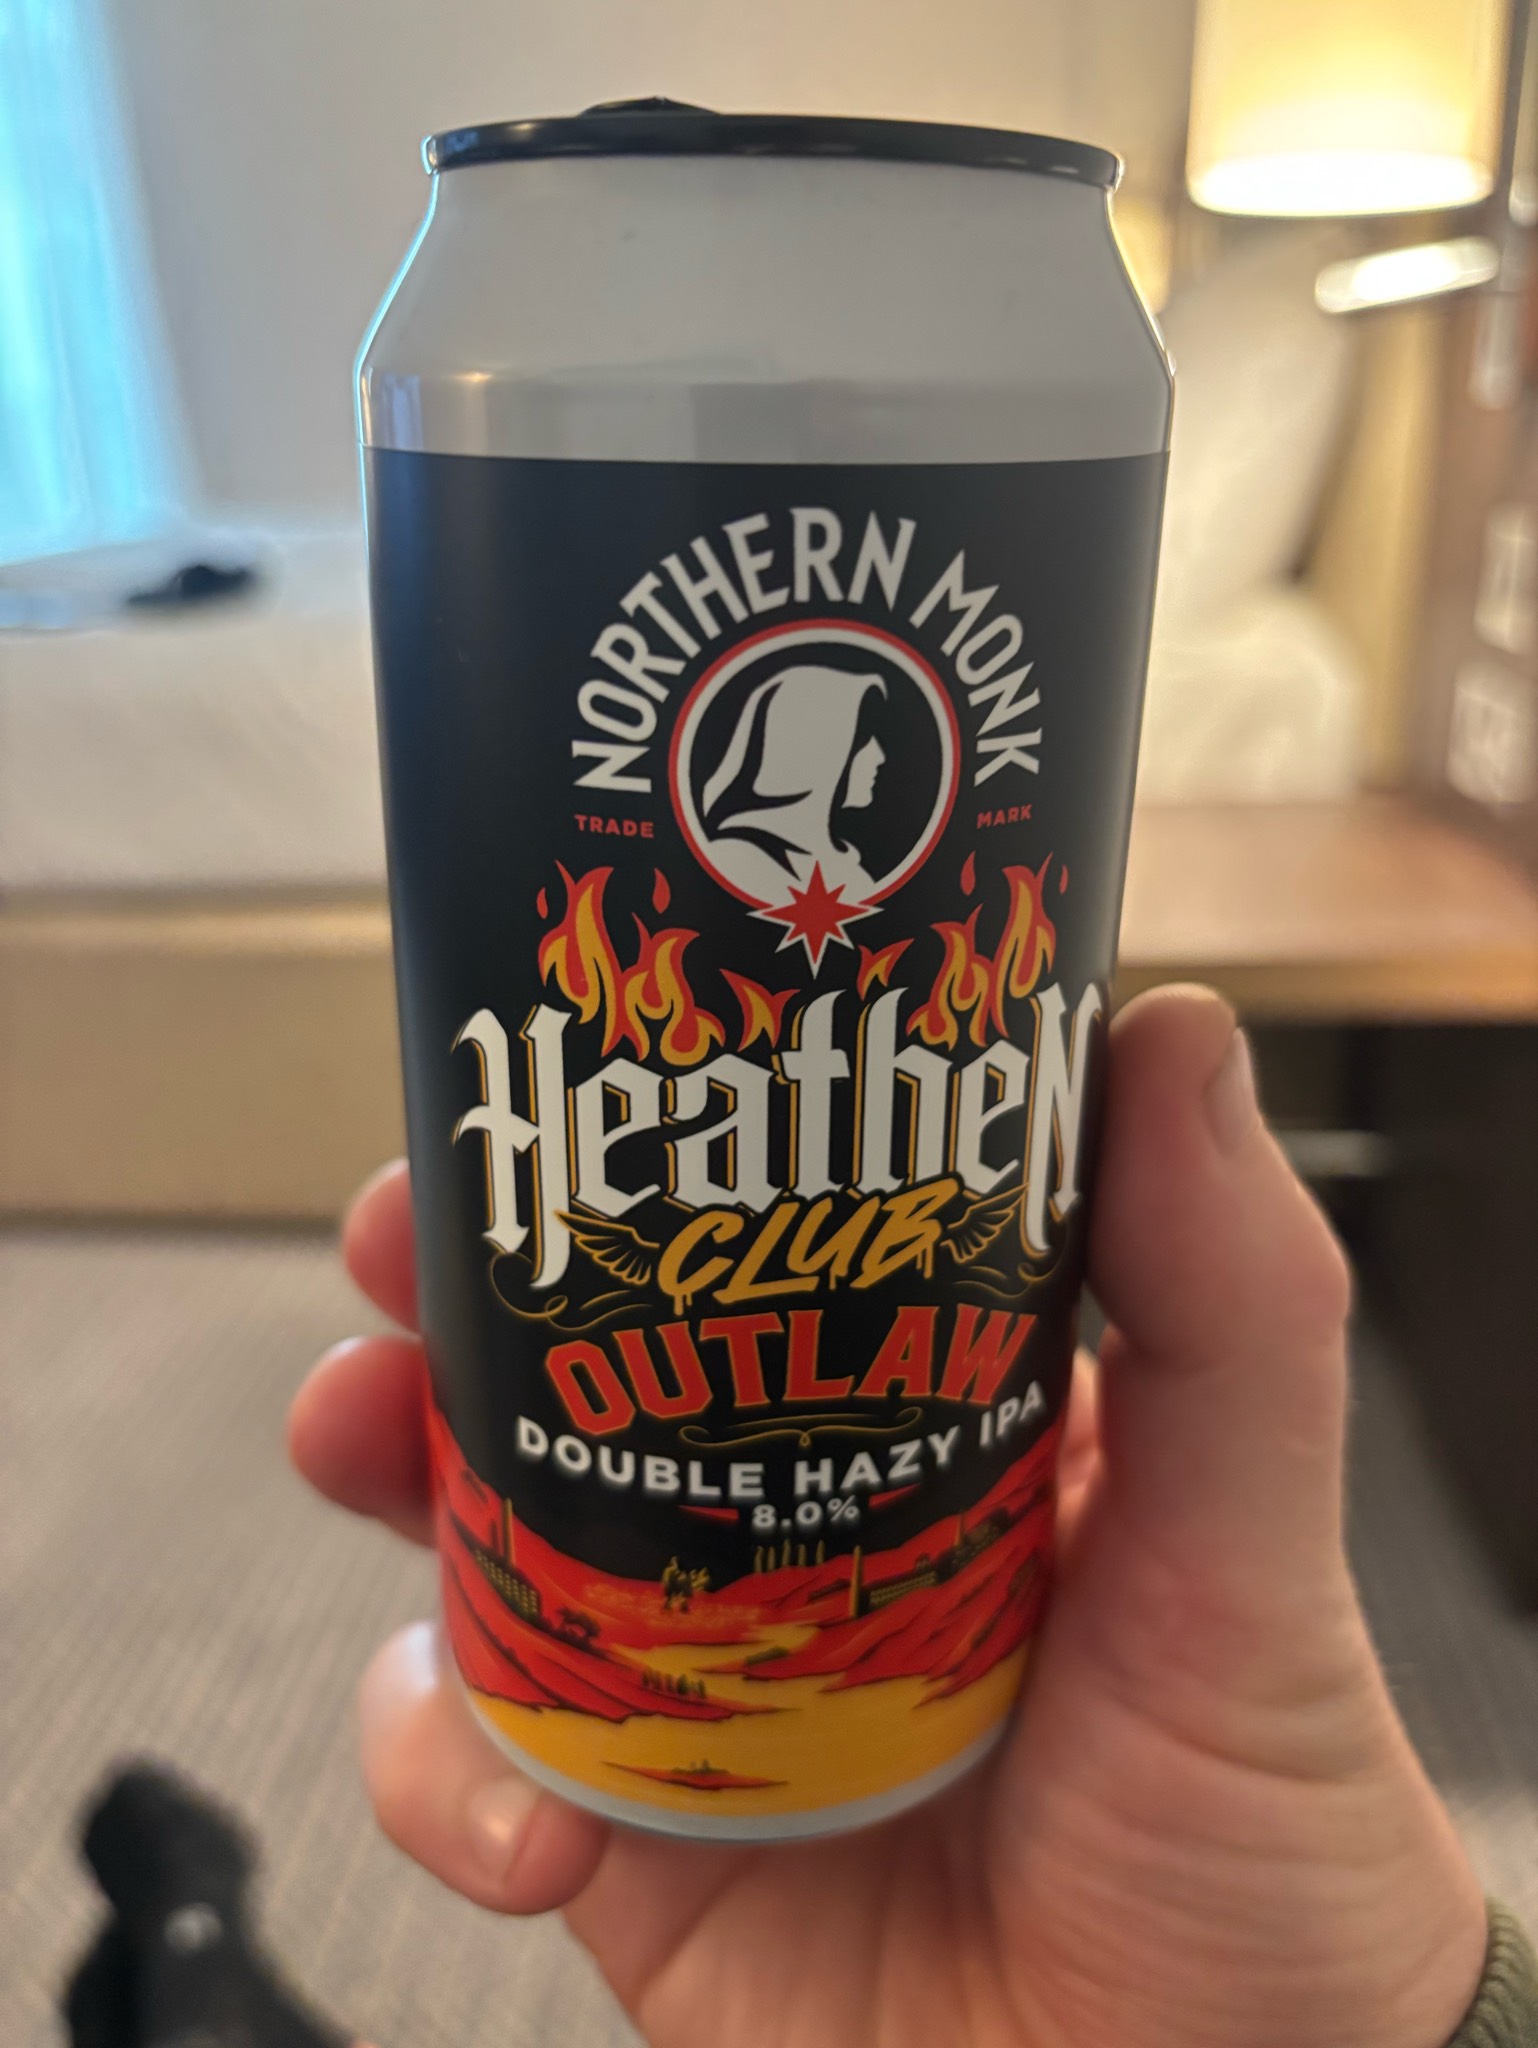 NORTHERN MONK
TRADE MARK
HEATHEN
CLUB
OUTLAW
DOUBLE HAZY IPA
8.0%